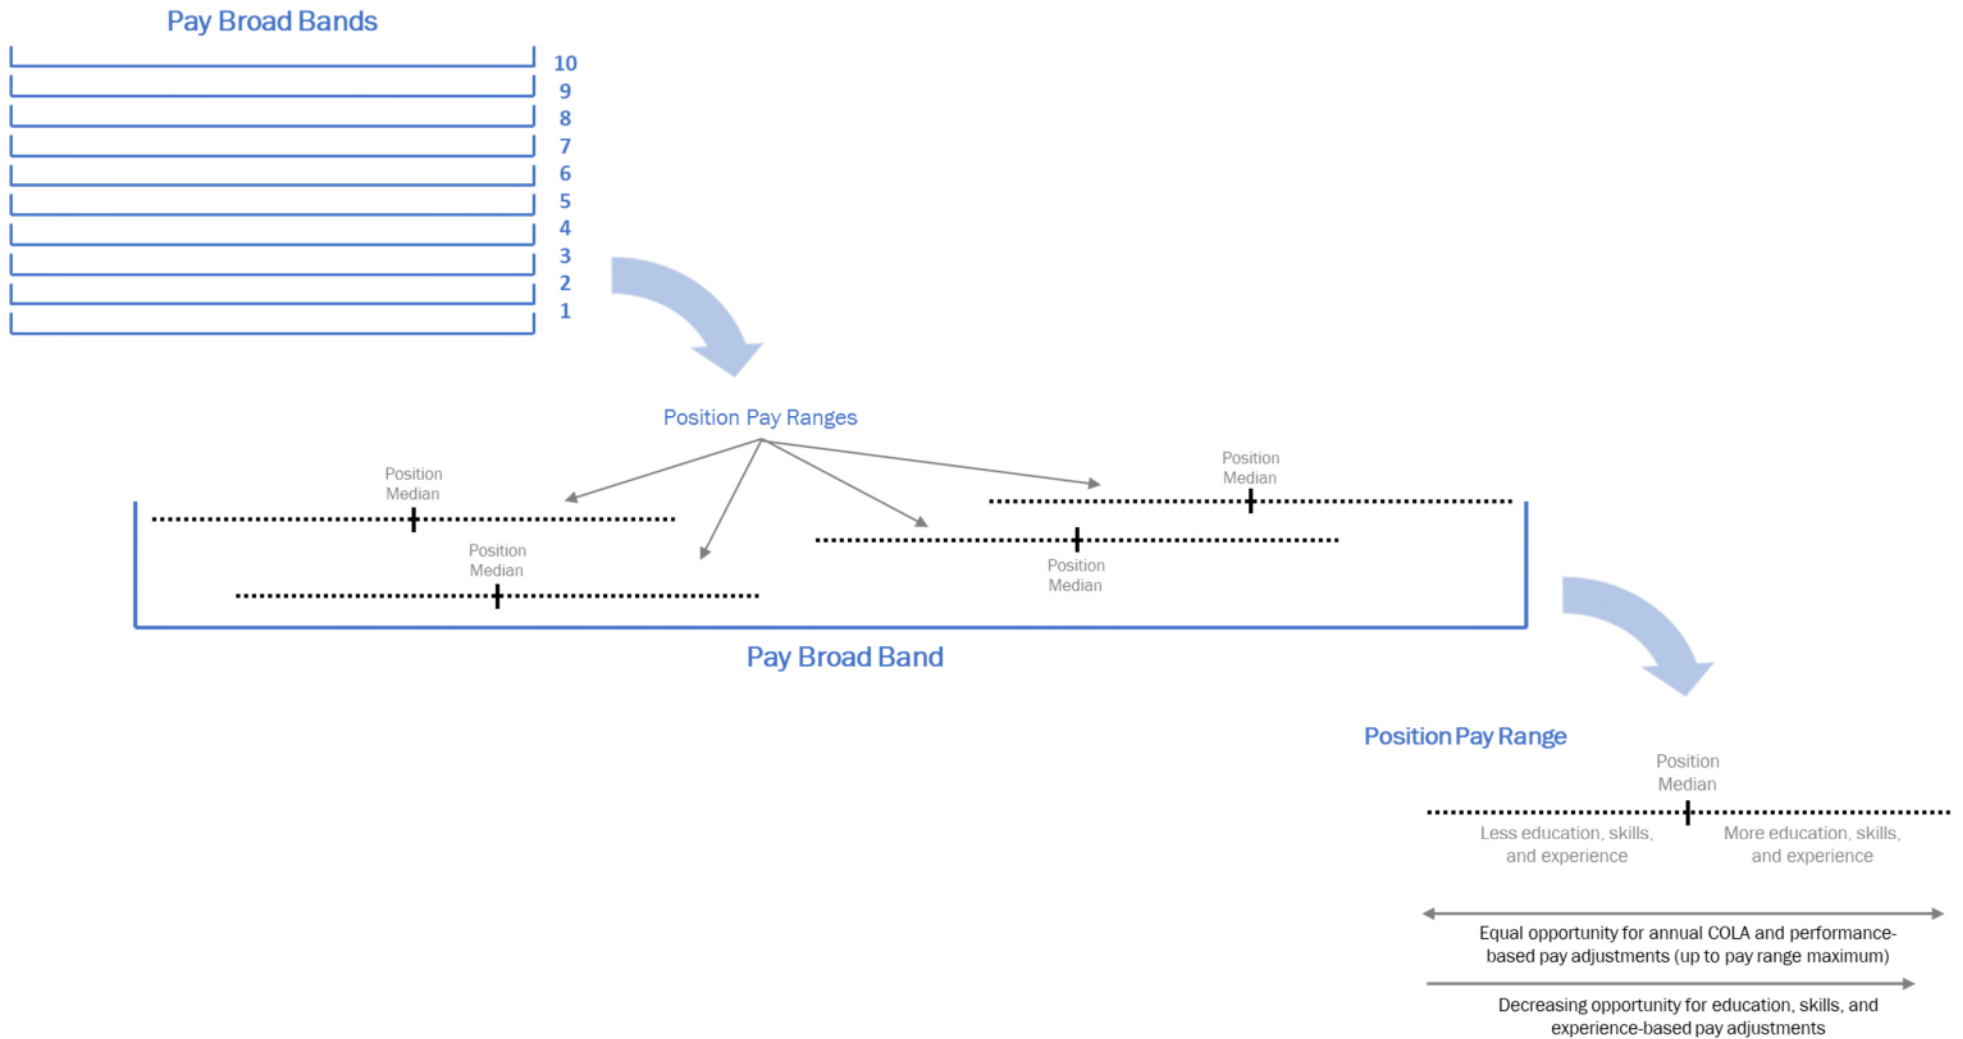 Pay Broad Bands
10
9
8
7
6
5
4
3
2
1
Position Pay Ranges
Position
Median
Position
Median
Position
Median
Position
Median
Pay Broad Band
Position Pay Range
Position
Median
Less education, skills,
and experience
More education, skills,
and experience
Equal opportunity for annual COLA and performance-
based pay adjustments (up to pay range maximum)
Decreasing opportunity for education, skills, and
experience-based pay adjustments